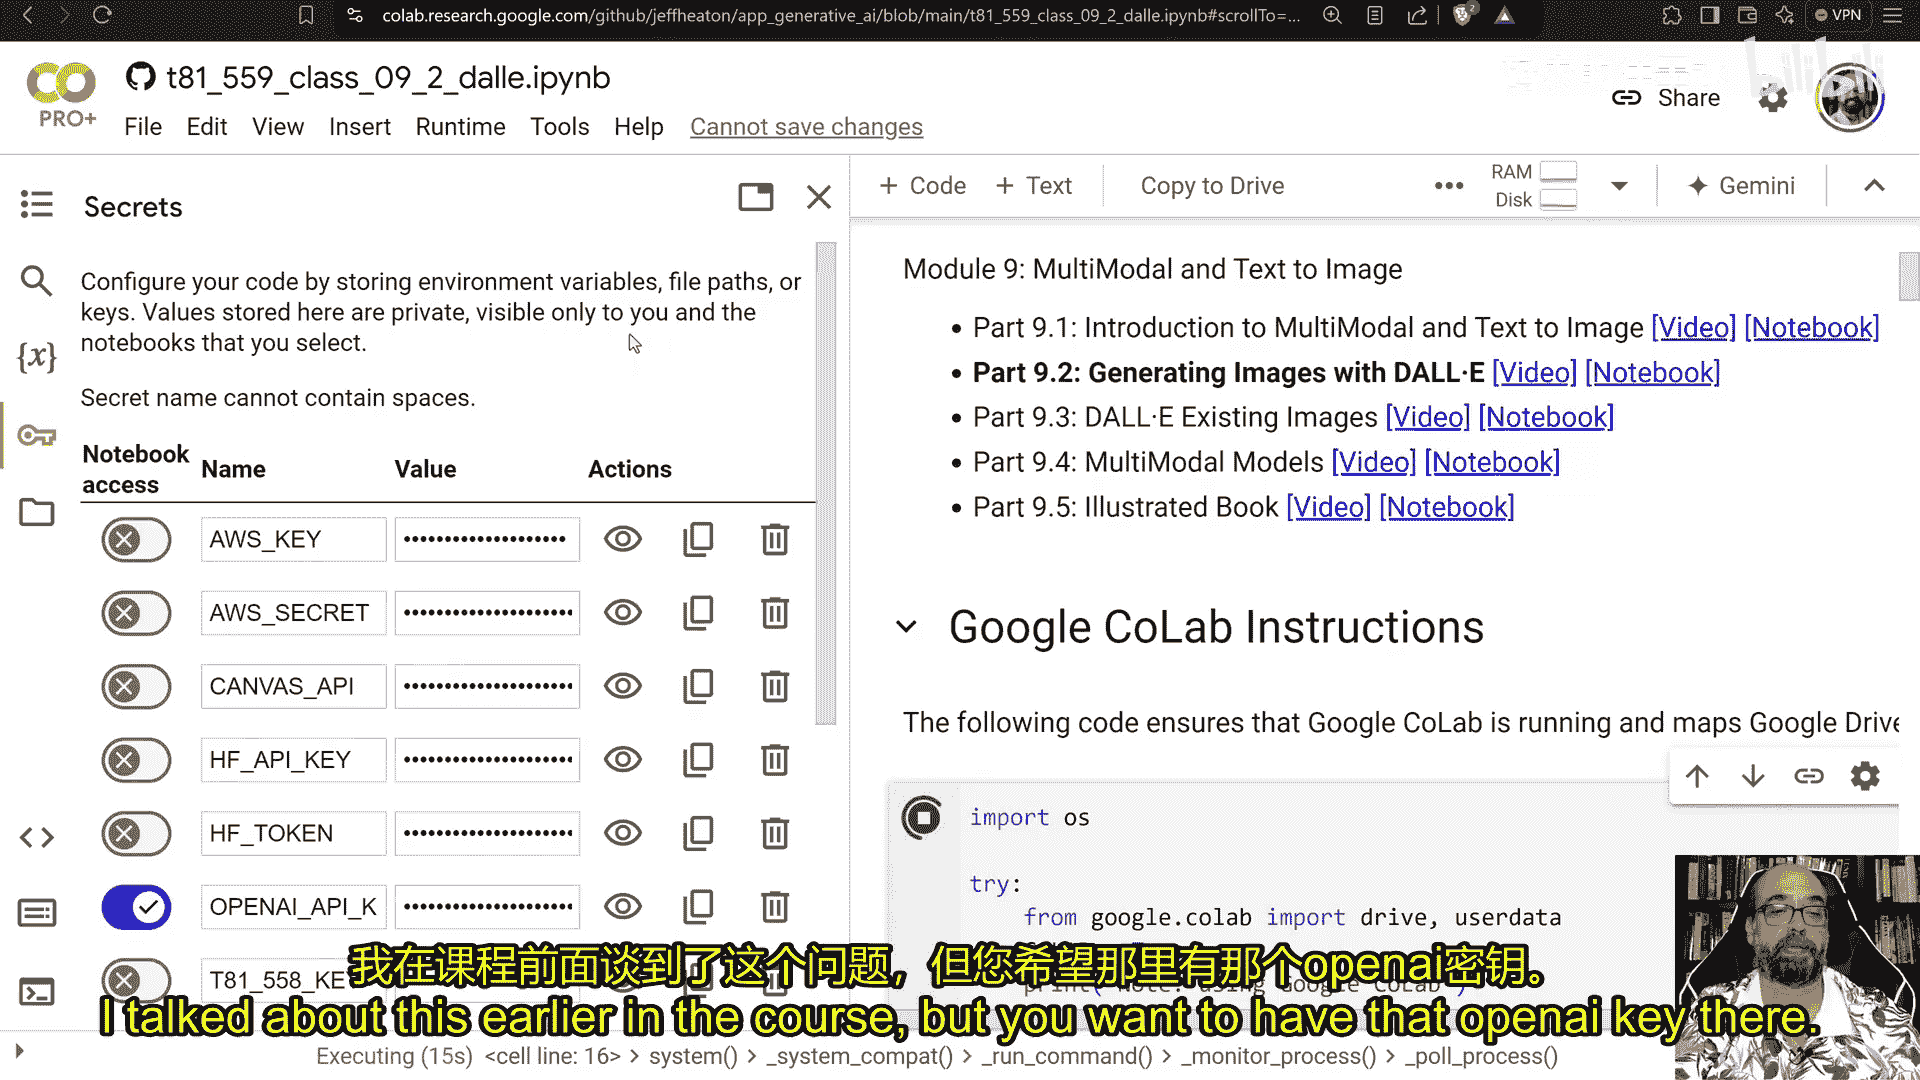 colab.research.google.com/github/jeffheaton/app_generative_ai/blob/main/t81_559_class_09_2_dalle.ipynb#scrollTo=...
2
VPN
CO
PRO+
t81_559_class_09_2_dalle.ipynb
File Edit View Insert Runtime Tools Help Cannot save changes
Share
Secrets
Configure your code by storing environment variables, file paths, or
keys. Values stored here are private, visible only to you and the
notebooks that you select.
Secret name cannot contain spaces.
Notebook access Name Value Actions
AWS_KEY
AWS_SECRET
CANVAS_API
HF_API_KEY
HF_TOKEN
OPENAI_API_K
T81_558_KE
+ Code + Text Copy to Drive
RAM
Disk
Gemini
Module 9: MultiModal and Text to Image
• Part 9.1: Introduction to MultiModal and Text to Image [Video] [Notebook]
• Part 9.2: Generating Images with DALL·E [Video] [Notebook]
• Part 9.3: DALL·E Existing Images [Video] [Notebook]
• Part 9.4: MultiModal Models [Video] [Notebook]
• Part 9.5: Illustrated Book [Video] [Notebook]
Google CoLab Instructions
The following code ensures that Google CoLab is running and maps Google Drive
import os
try:
from google.colab import drive, userdata
我在课程前面谈到了这个问题，但您希望那里有那个openai密钥。
I talked about this earlier in the course, but you want to have that openai key there.
Executing (15s) <cell line: 16> > system() > _system_compat() > _run_command() > _monitor_process() > _poll_process()